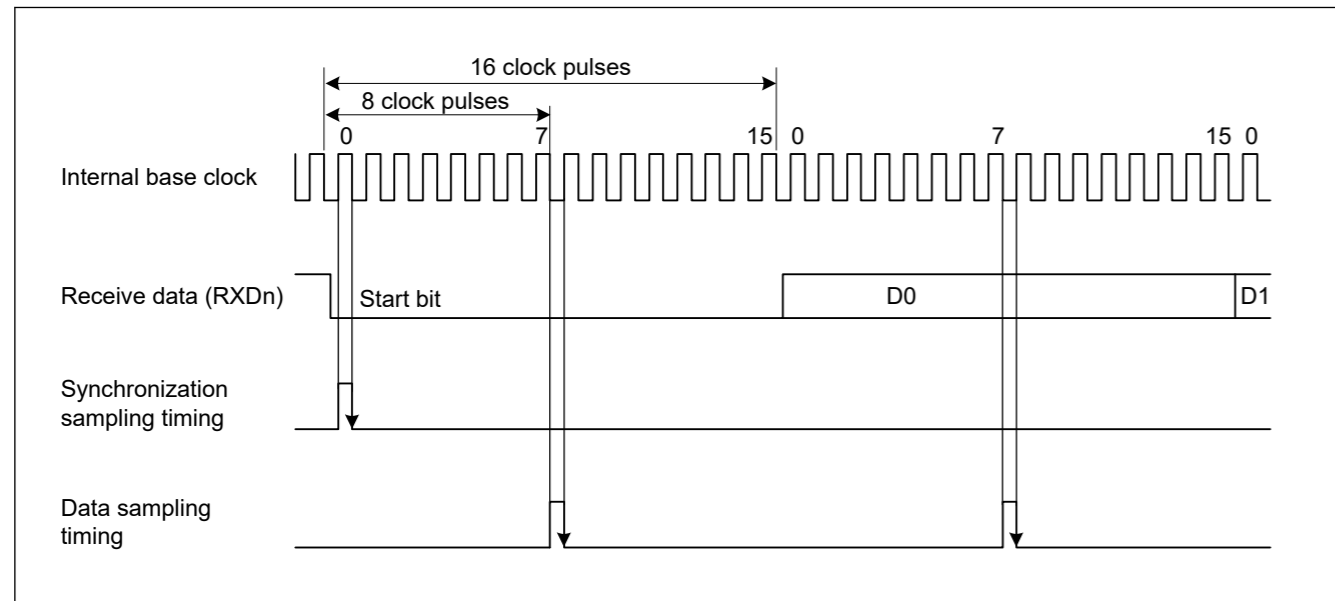 16 clock pulses
8 clock pulses
0 7 15 0 7 15 0
Internal base clock
Receive data (RXDn)
Start bit D0 D1
Synchronization
sampling timing
Data sampling
timing